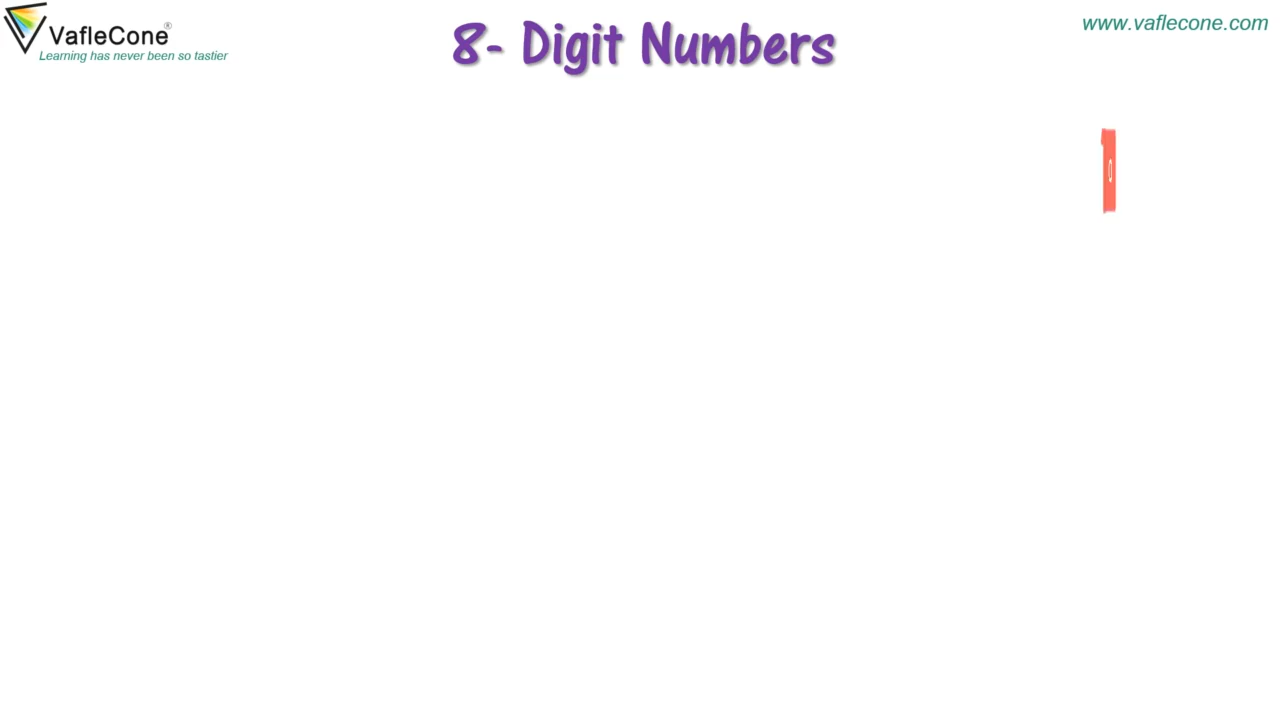 VafleCone®
Learning has never been so tastier
8- Digit Numbers
www.vaflecone.com